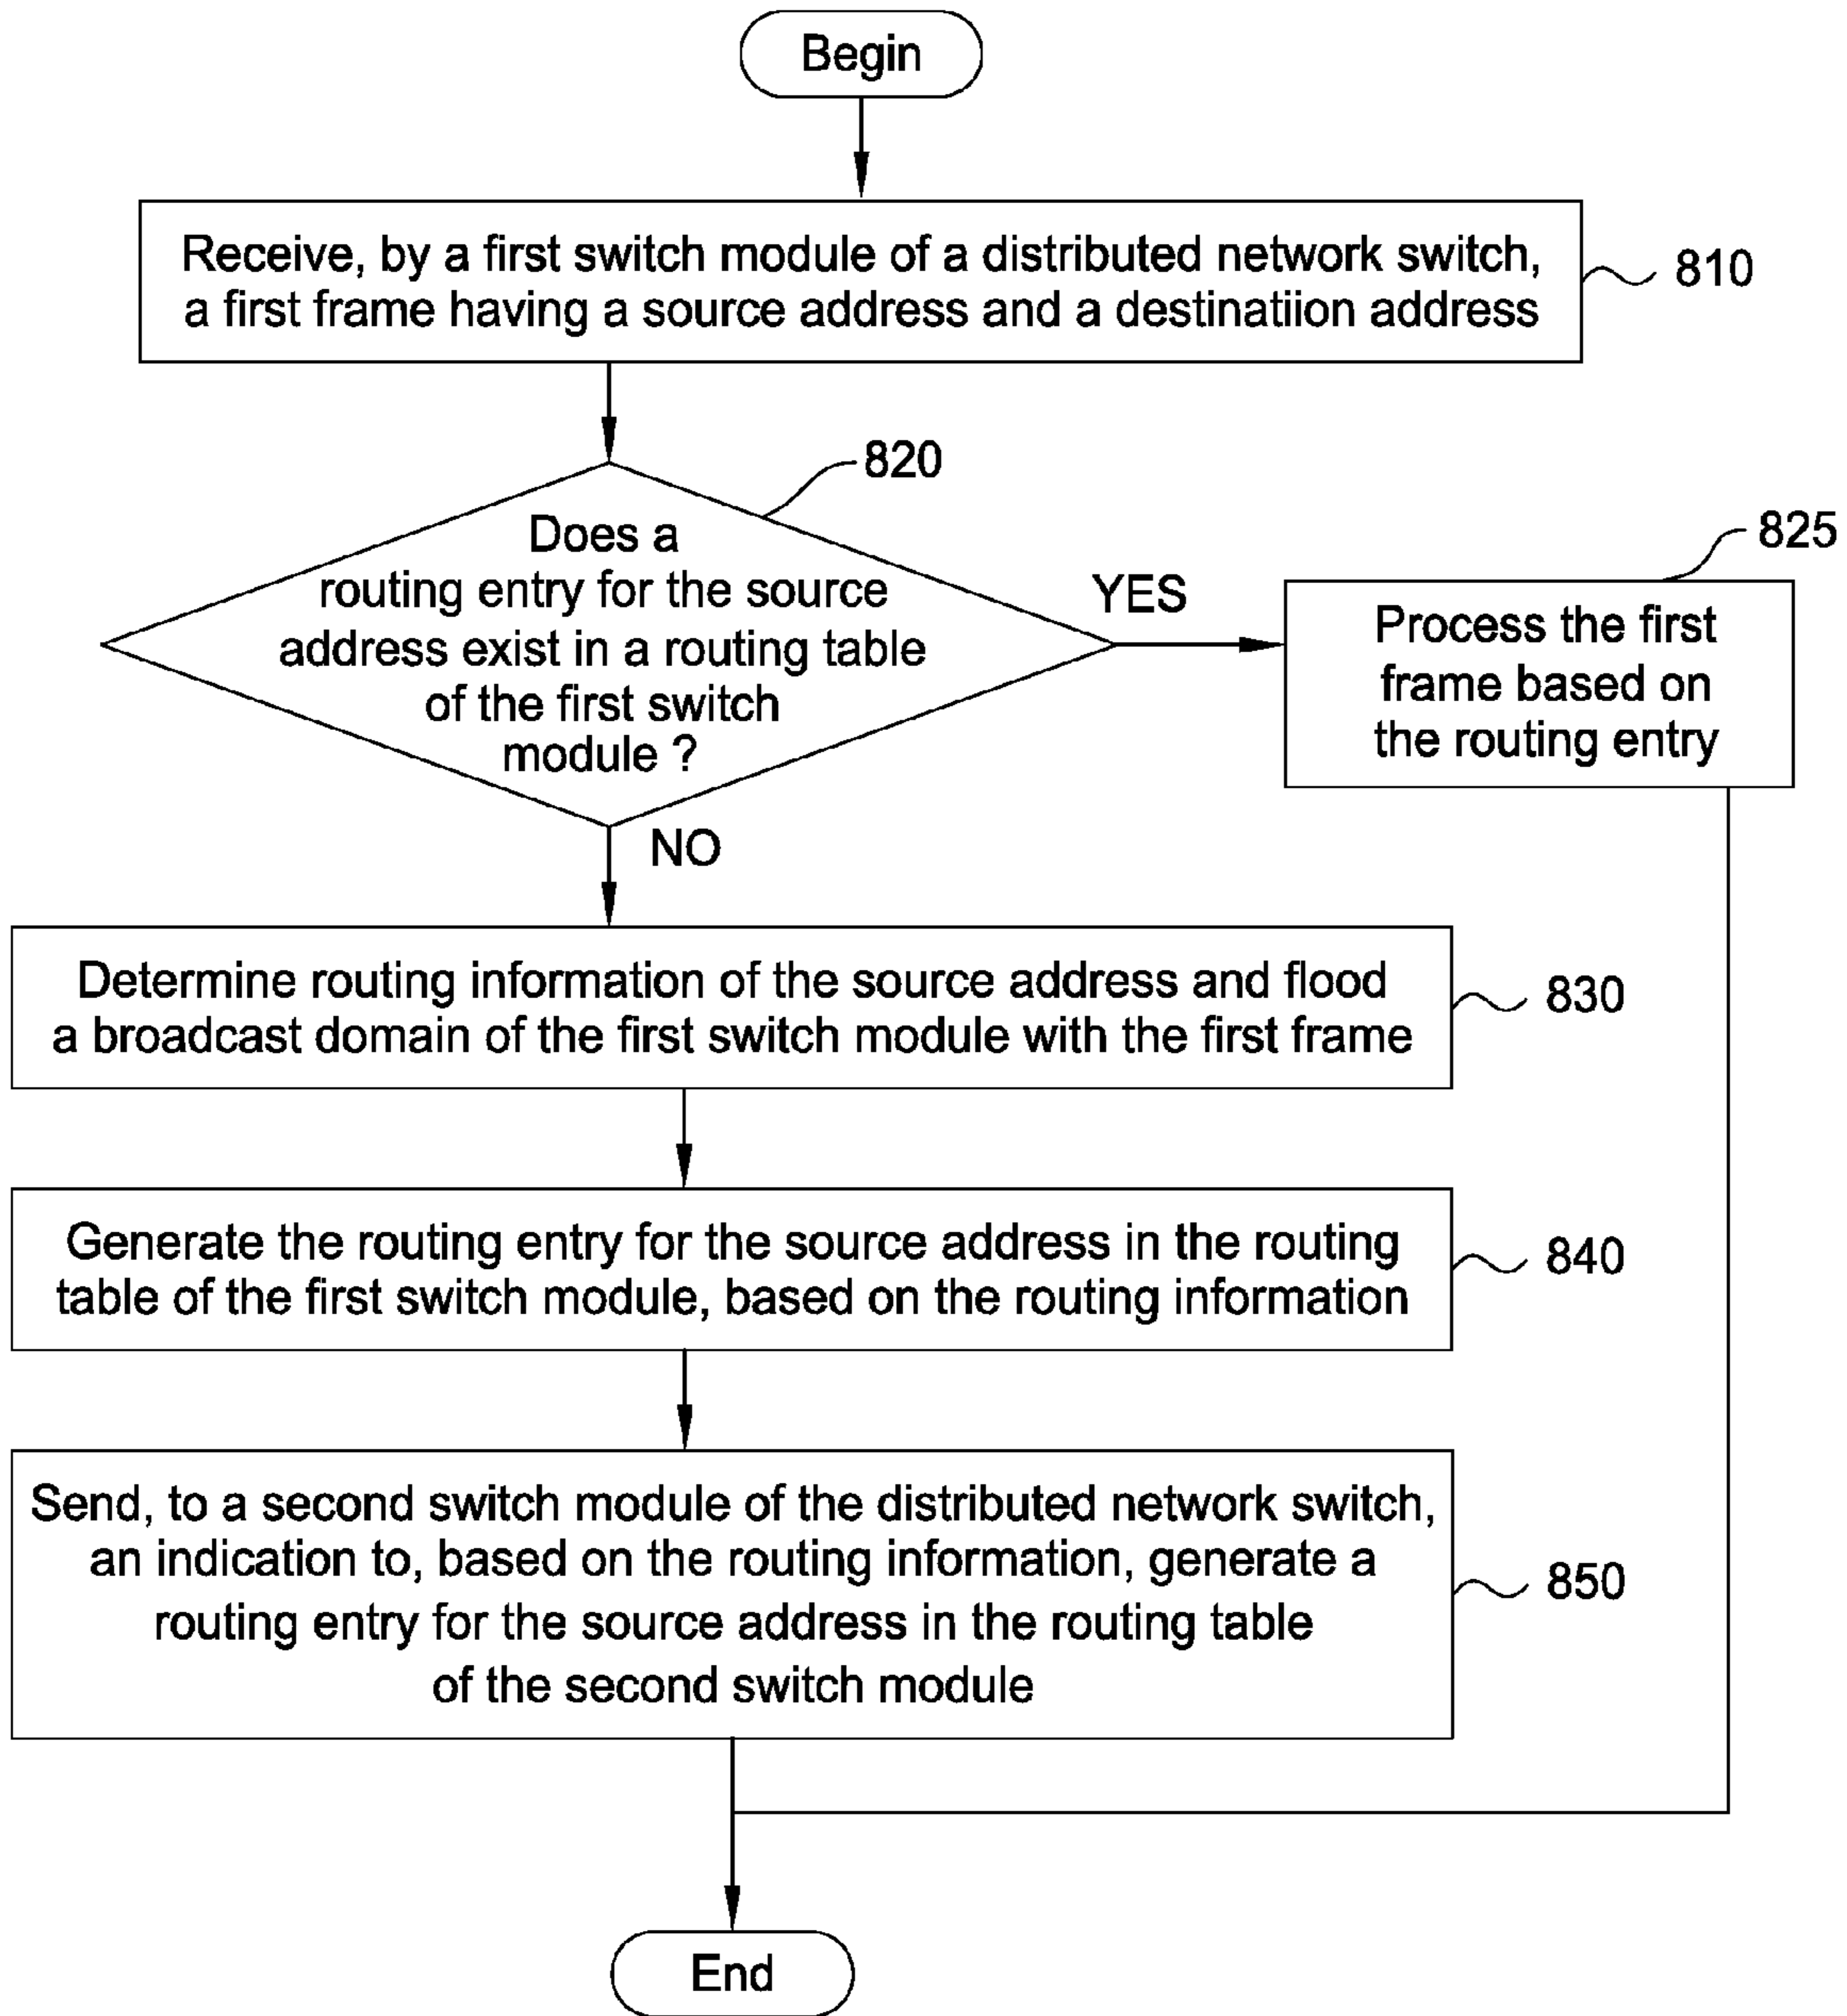 Begin
Receive, by a first switch module of a distributed network switch,
a first frame having a source address and a destinatiion address
810
820
Does a
routing entry for the source
address exist in a routing table
of the first switch
module ?
YES
825
Process the first
frame based on
the routing entry
NO
Determine routing information of the source address and flood
a broadcast domain of the first switch module with the first frame
830
Generate the routing entry for the source address in the routing
table of the first switch module, based on the routing information
840
Send, to a second switch module of the distributed network switch,
an indication to, based on the routing information, generate a
routing entry for the source address in the routing table
of the second switch module
850
End